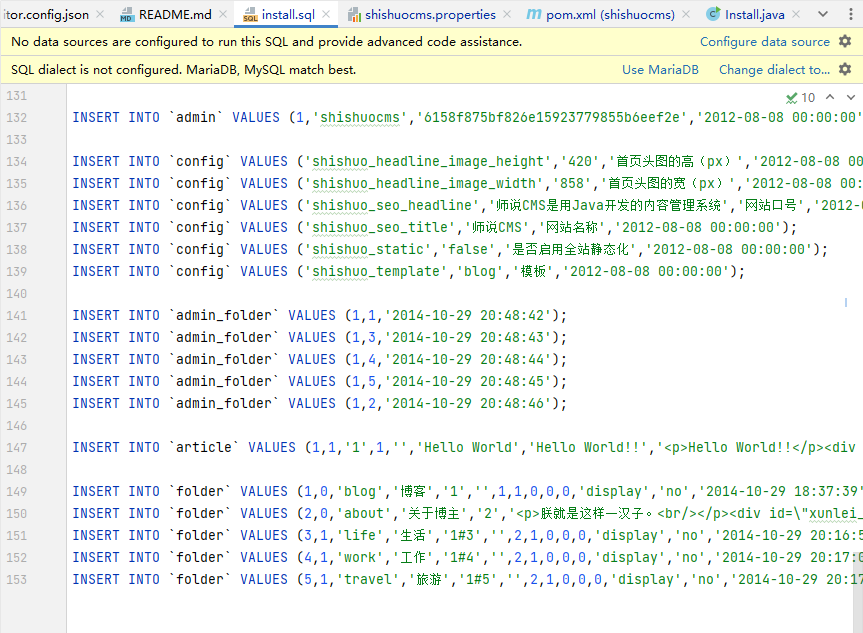 itor.config.json README.md install.sql shishuocms.properties pom.xml (shishuocms) Install.java
No data sources are configured to run this SQL and provide advanced code assistance. Configure data source
SQL dialect is not configured. MariaDB, MySQL match best. Use MariaDB Change dialect to...
131 10
132 INSERT INTO `admin` VALUES (1,'shishuocms','6158f875bf826e15923779855b6eef2e','2012-08-08 00:00:00'
133
134 INSERT INTO `config` VALUES ('shishuo_headline_image_height','420','首页头图的高（px）','2012-08-08 00
135 INSERT INTO `config` VALUES ('shishuo_headline_image_width','858','首页头图的宽（px）','2012-08-08 00:
136 INSERT INTO `config` VALUES ('shishuo_seo_headline','师说CMS是用Java开发的内容管理系统','网站口号','2012-0
137 INSERT INTO `config` VALUES ('shishuo_seo_title','师说CMS','网站名称','2012-08-08 00:00:00');
138 INSERT INTO `config` VALUES ('shishuo_static','false','是否启用全站静态化','2012-08-08 00:00:00');
139 INSERT INTO `config` VALUES ('shishuo_template','blog','模板','2012-08-08 00:00:00');
140
141 INSERT INTO `admin_folder` VALUES (1,1,'2014-10-29 20:48:42');
142 INSERT INTO `admin_folder` VALUES (1,3,'2014-10-29 20:48:43');
143 INSERT INTO `admin_folder` VALUES (1,4,'2014-10-29 20:48:44');
144 INSERT INTO `admin_folder` VALUES (1,5,'2014-10-29 20:48:45');
145 INSERT INTO `admin_folder` VALUES (1,2,'2014-10-29 20:48:46');
146
147 INSERT INTO `article` VALUES (1,1,'1',1,'','Hello World','Hello World!!','<p>Hello World!!</p><div
148
149 INSERT INTO `folder` VALUES (1,0,'blog','博客','1','',1,1,0,0,0,'display','no','2014-10-29 18:37:39'
150 INSERT INTO `folder` VALUES (2,0,'about','关于博主','2','<p>朕就是这样一汉子。<br/></p><div id=\"xunlei_
151 INSERT INTO `folder` VALUES (3,1,'life','生活','1#3','',2,1,0,0,0,'display','no','2014-10-29 20:16:5
152 INSERT INTO `folder` VALUES (4,1,'work','工作','1#4','',2,1,0,0,0,'display','no','2014-10-29 20:17:0
153 INSERT INTO `folder` VALUES (5,1,'travel','旅游','1#5','',2,1,0,0,0,'display','no','2014-10-29 20:17